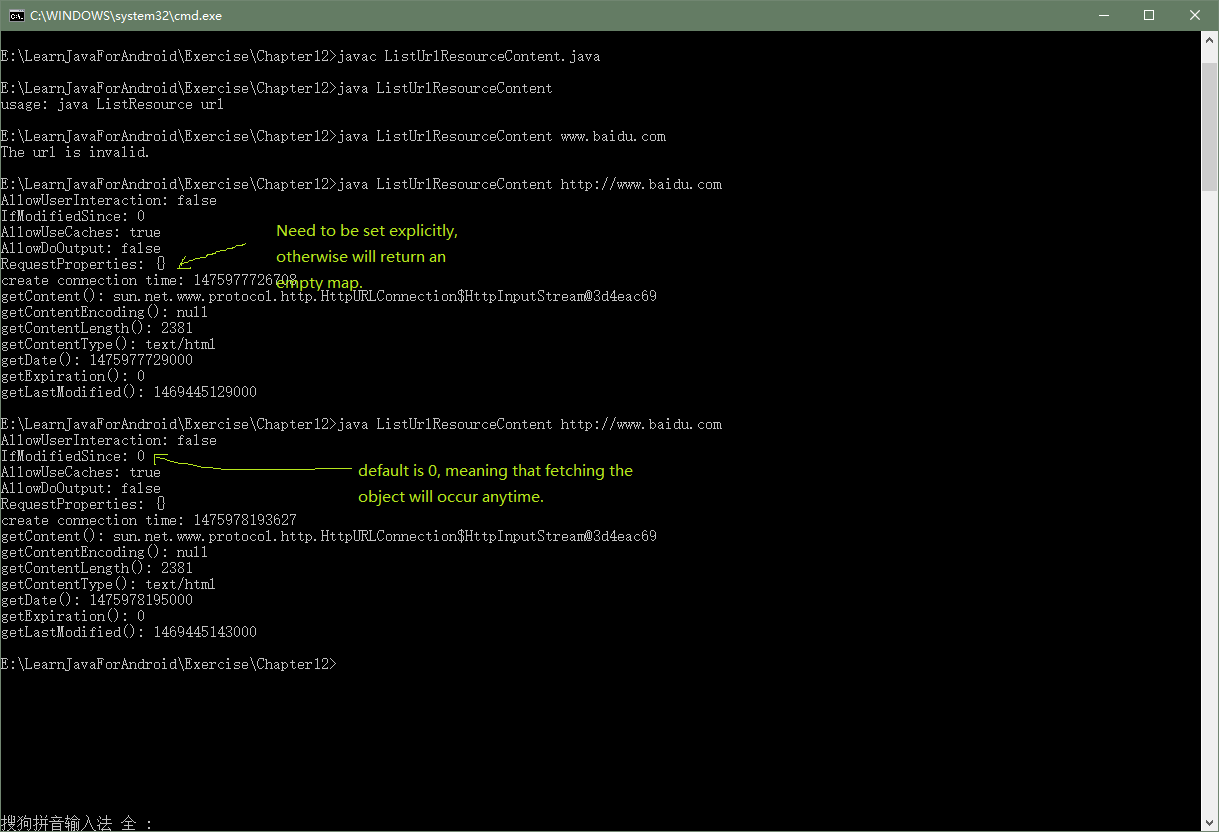 C:\WINDOWS\system32\cmd.exe
E:\LearnJavaForAndroid\Exercise\Chapter12>javac ListUrlResourceContent.java
E:\LearnJavaForAndroid\Exercise\Chapter12>java ListUrlResourceContent
usage: java ListResource url
E:\LearnJavaForAndroid\Exercise\Chapter12>java ListUrlResourceContent www.baidu.com
The url is invalid.
E:\LearnJavaForAndroid\Exercise\Chapter12>java ListUrlResourceContent http://www.baidu.com
AllowUserInteraction: false
IfModifiedSince: 0
AllowUseCaches: true
AllowDoOutput: false
RequestProperties: {}
Need to be set explicitly,
otherwise will return an
empty map.
create connection time: 1475977726708
getContent(): sun.net.www.protocol.http.HttpURLConnection$HttpInputStream@3d4eac69
getContentEncoding(): null
getContentLength(): 2381
getContentType(): text/html
getDate(): 1475977729000
getExpiration(): 0
getLastModified(): 1469445129000
E:\LearnJavaForAndroid\Exercise\Chapter12>java ListUrlResourceContent http://www.baidu.com
AllowUserInteraction: false
IfModifiedSince: 0
AllowUseCaches: true
AllowDoOutput: false
RequestProperties: {}
default is 0, meaning that fetching the
object will occur anytime.
create connection time: 1475978193627
getContent(): sun.net.www.protocol.http.HttpURLConnection$HttpInputStream@3d4eac69
getContentEncoding(): null
getContentLength(): 2381
getContentType(): text/html
getDate(): 1475978195000
getExpiration(): 0
getLastModified(): 1469445143000
E:\LearnJavaForAndroid\Exercise\Chapter12>
搜狗拼音输入法 全 :